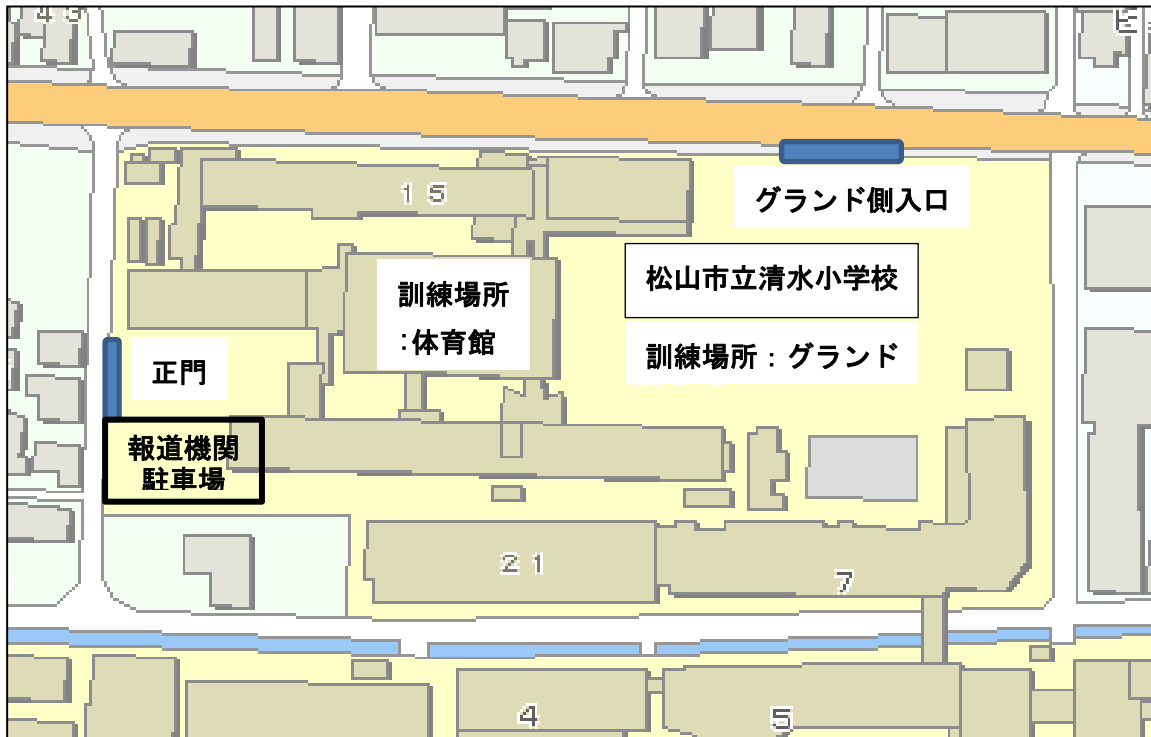 ４３
ビ
１５
グランド側入口
松山市立清水小学校
訓練場所
：体育館
訓練場所：グランド
正門
報道機関
駐車場
２１
７
４
５